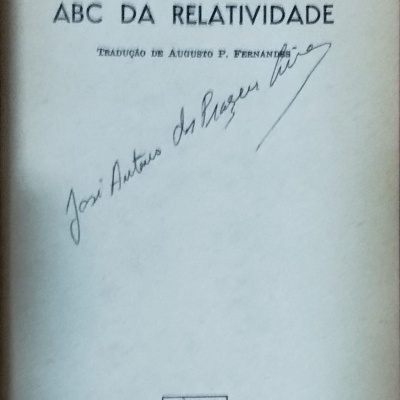 ABC DA RELATIVIDADE
TRADUÇÃO DE AUGUSTO P. FERNANDES
José Antonio dos Prazeres